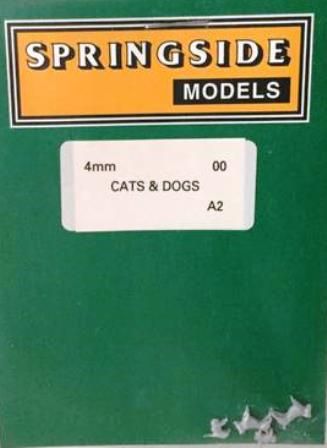 SPRINGSIDE
MODELS
4mm 00
CATS & DOGS
A2